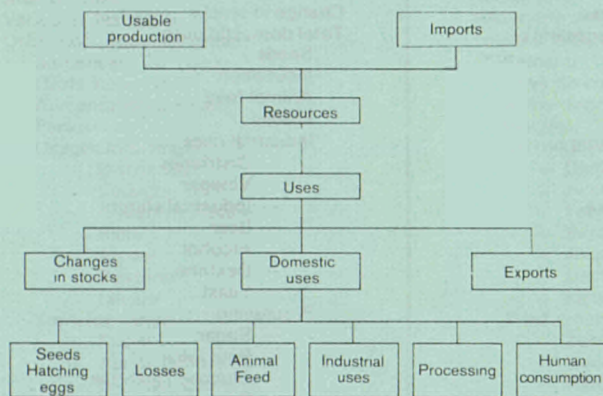 Usable
production
Imports
Resources
Uses
Changes
in stocks
Domestic
uses
Exports
Seeds
Hatching
eggs
Losses
Animal
Feed
Industrial
uses
Processing
Human
consumption